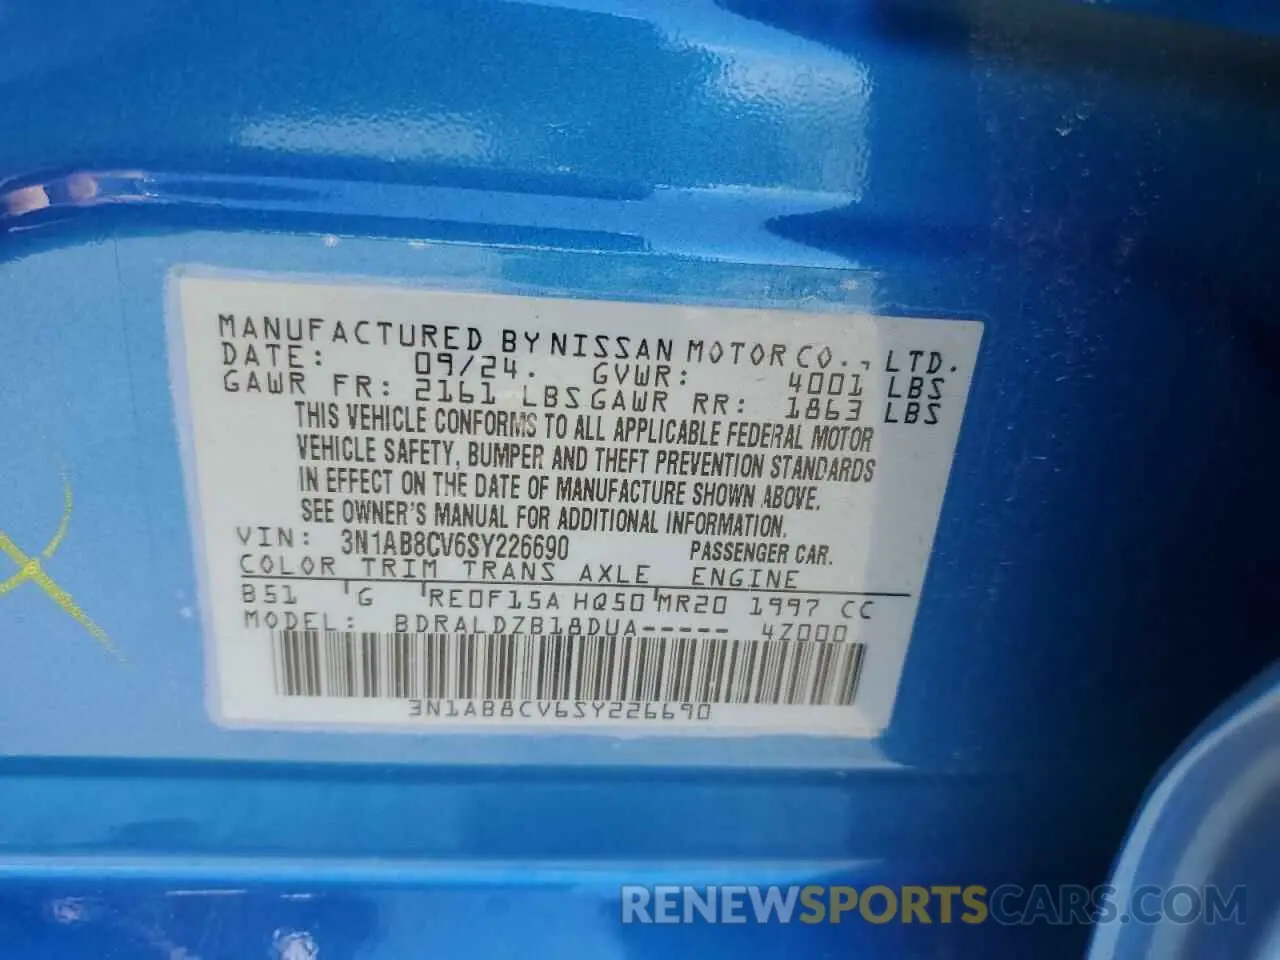 MANUFACTURED BY NISSAN MOTOR CO., LTD.
DATE: 09/24. GVWR: 4001 LBS
GAWR FR: 2161 LBS GAWR RR: 1863 LBS
THIS VEHICLE CONFORMS TO ALL APPLICABLE FEDERAL MOTOR
VEHICLE SAFETY, BUMPER AND THEFT PREVENTION STANDARDS
IN EFFECT ON THE DATE OF MANUFACTURE SHOWN ABOVE.
SEE OWNER'S MANUAL FOR ADDITIONAL INFORMATION.
VIN: 3N1AB8CV6SY226690 PASSENGER CAR.
COLOR TRIM TRANS AXLE ENGINE
B51 G RE0F15A HQ50 MR20 1997 CC
MODEL: BDRALDZB18DUA----- 47000
3N1AB8CV6SY226690
RENEWSPORTSCARS.COM